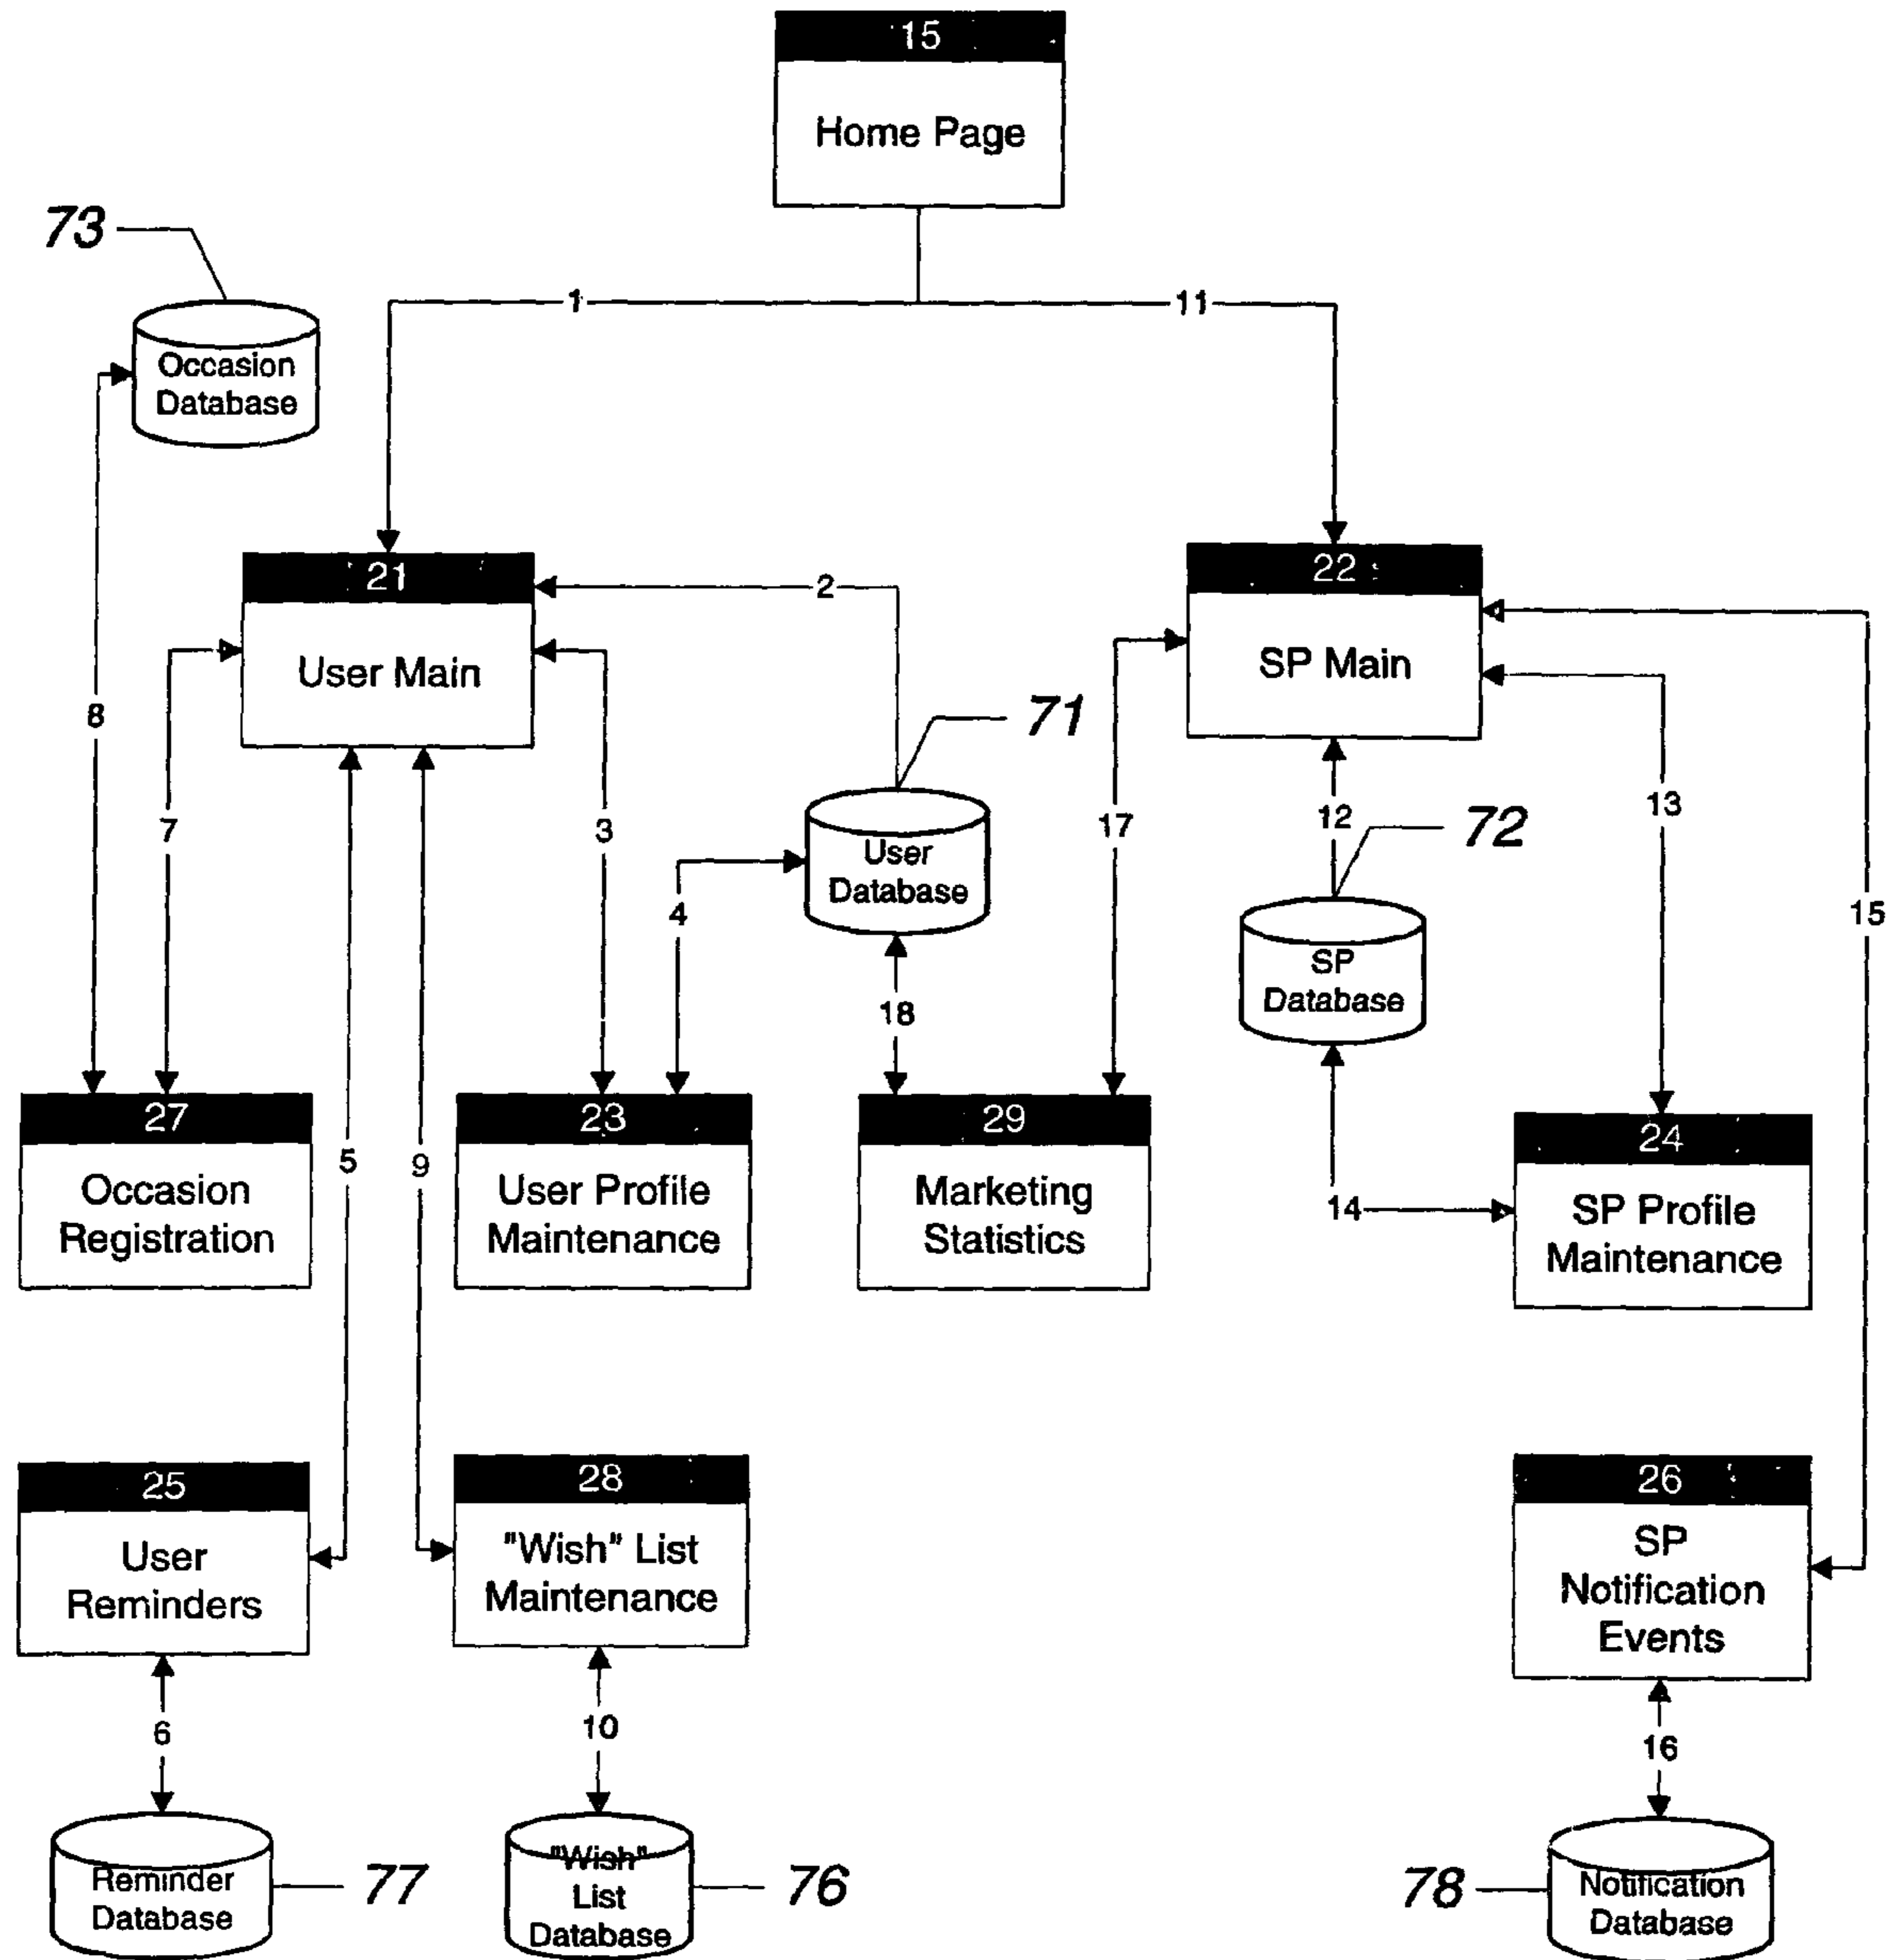 15
Home Page
73
1
11
Occasion
Database
21
User Main
2
22
SP Main
71
8
7
3
17
12
72
13
User
Database
4
15
SP
Database
18
27
Occasion
Registration
5
9
23
User Profile
Maintenance
29
Marketing
Statistics
14
24
SP Profile
Maintenance
25
User
Reminders
28
"Wish" List
Maintenance
26
SP
Notification
Events
6
10
16
Reminder
Database
77
"Wish"
List
Database
76
78
Notification
Database